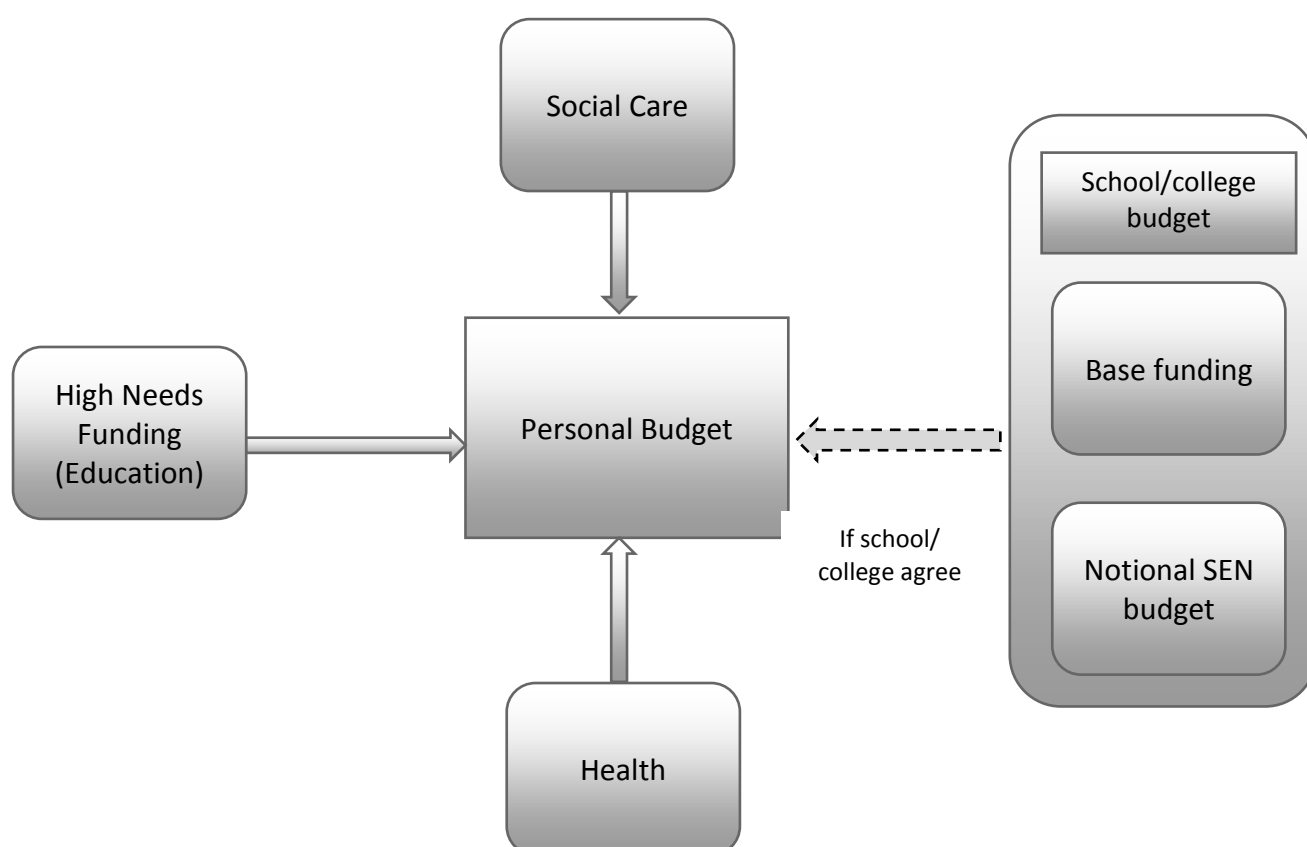 Social Care
School/college
budget
Base funding
High Needs
Funding
(Education)
Personal Budget
If school/
college agree
Notional SEN
budget
Health